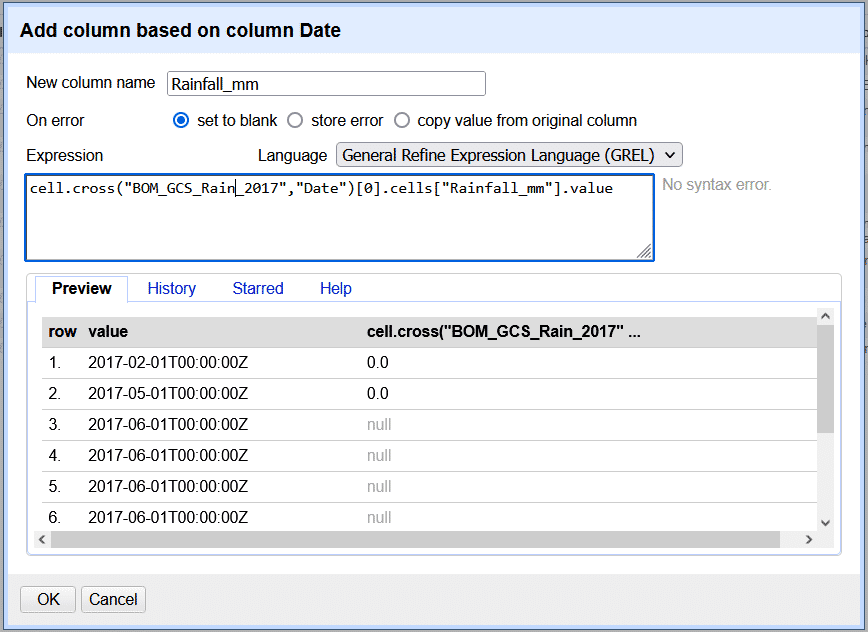 Add column based on column Date
New column name Rainfall_mm
On error set to blank store error copy value from original column
Expression Language General Refine Expression Language (GREL)
cell.cross("BOM_GCS_Rain_2017","Date")[0].cells["Rainfall_mm"].value No syntax error.
Preview History Starred Help
row value cell.cross("BOM_GCS_Rain_2017" ...
1. 2017-02-01T00:00:00Z 0.0
2. 2017-05-01T00:00:00Z 0.0
3. 2017-06-01T00:00:00Z null
4. 2017-06-01T00:00:00Z null
5. 2017-06-01T00:00:00Z null
6. 2017-06-01T00:00:00Z null
OK Cancel